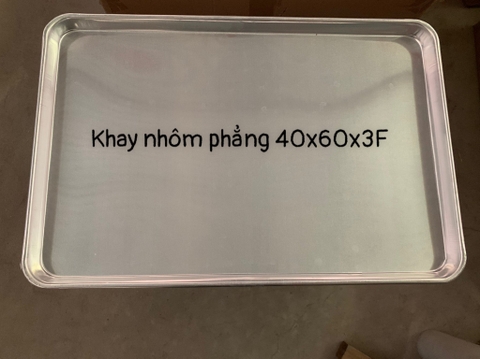 Khay nhôm phẳng 40x60x3F